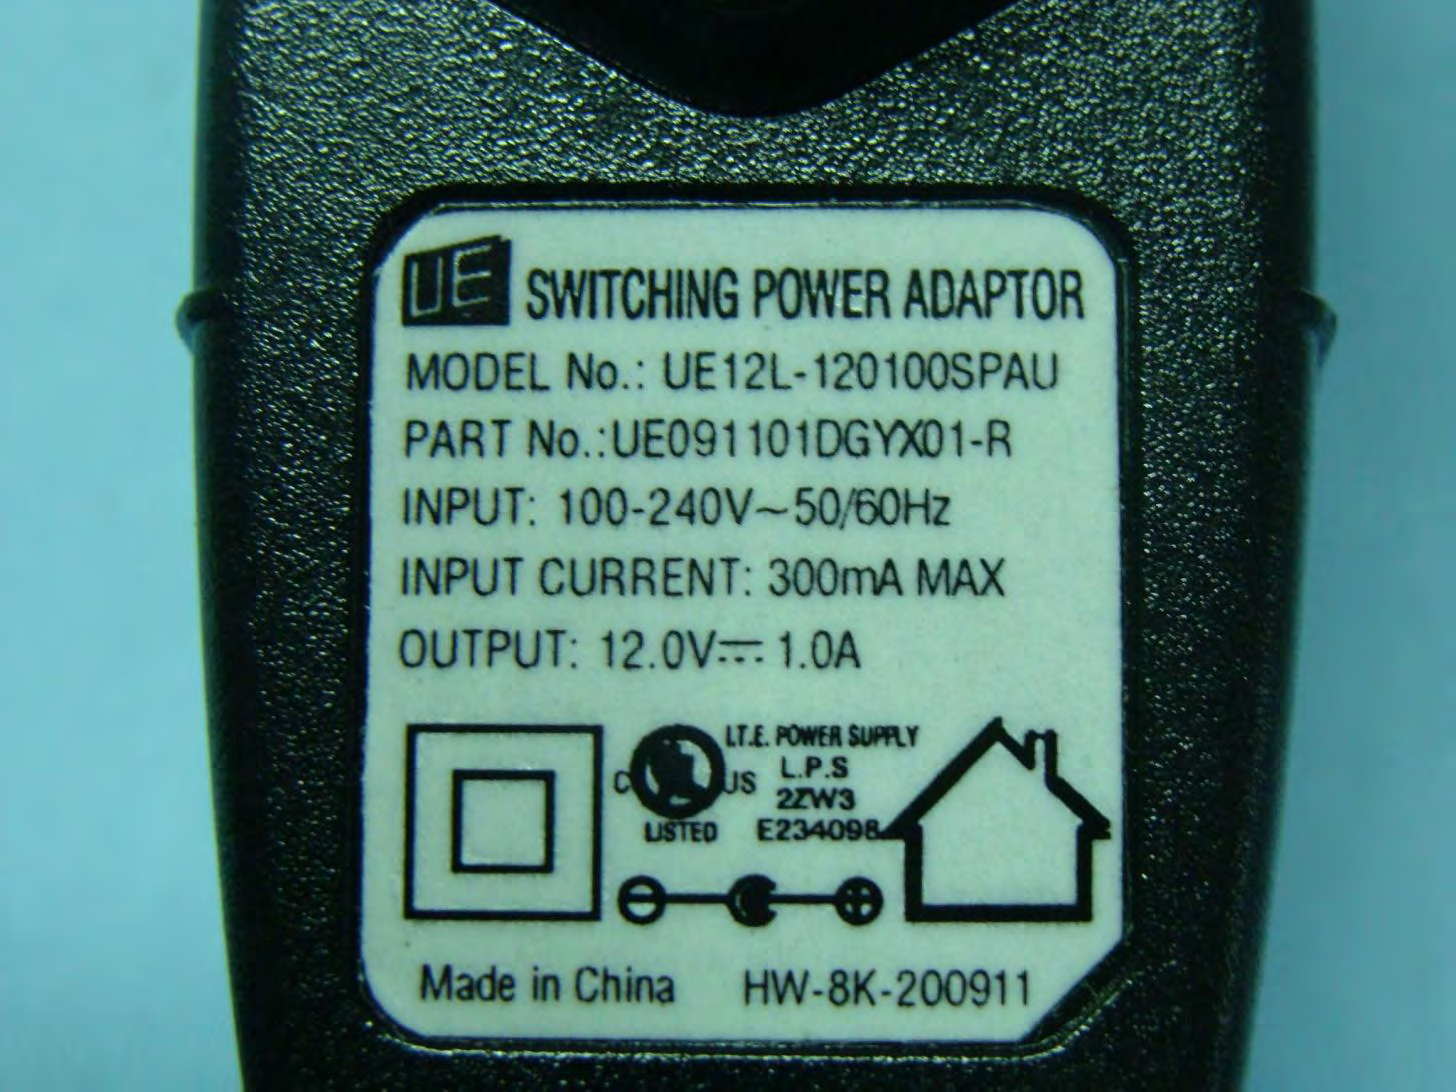 UE SWITCHING POWER ADAPTOR
MODEL No.: UE12L-120100SPAU
PART No.:UE091101DGYX01-R
INPUT: 100-240V~50/60Hz
INPUT CURRENT: 300mA MAX
OUTPUT: 12.0V⎓ 1.0A
I.T.E. POWER SUPPLY
C US L.P.S
2ZW3
LISTED E234098
Made in China HW-8K-200911